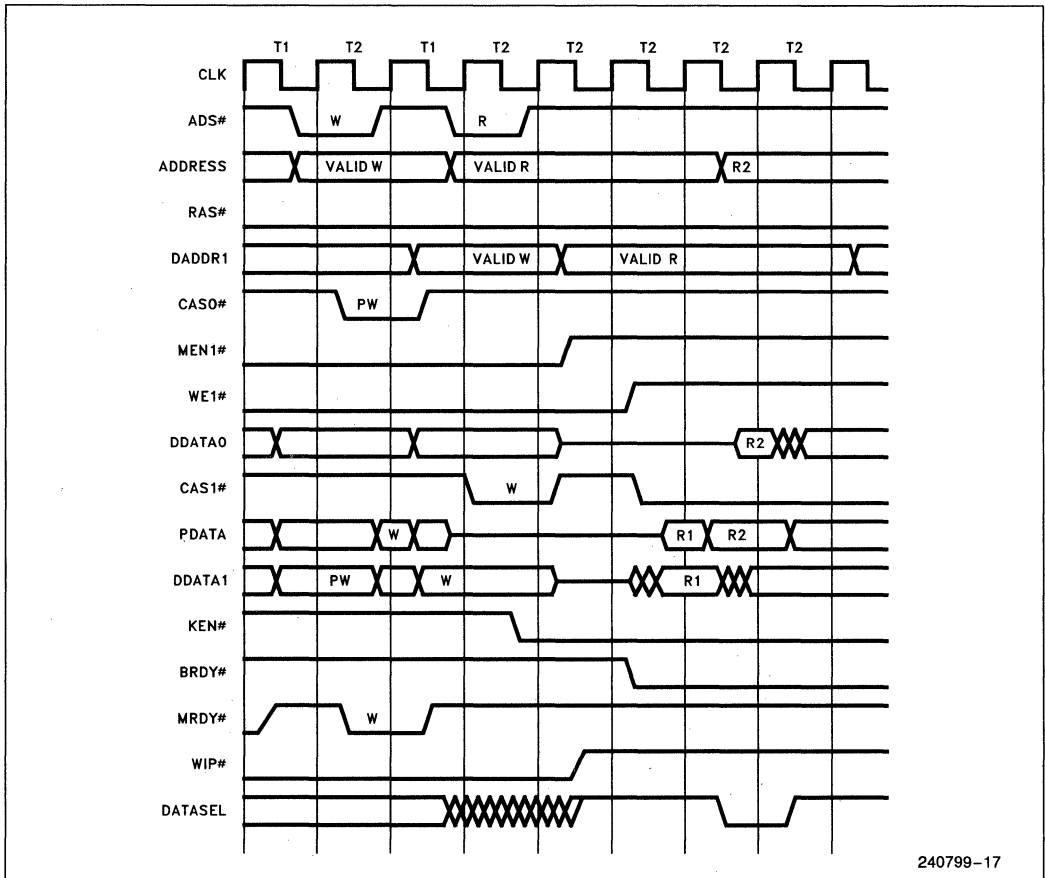 T1 T2 T1 T2 T2 T2 T2 T2
CLK
ADS# W R
ADDRESS VALID W VALID R R2
RAS#
DADDR1 VALID W VALID R
CAS0# PW
MEN1#
WE1#
DDATA0 R2
CAS1# W
PDATA W R1 R2
DDATA1 PW W R1
KEN#
BRDY#
MRDY# W
WIP#
DATASEL
240799-17